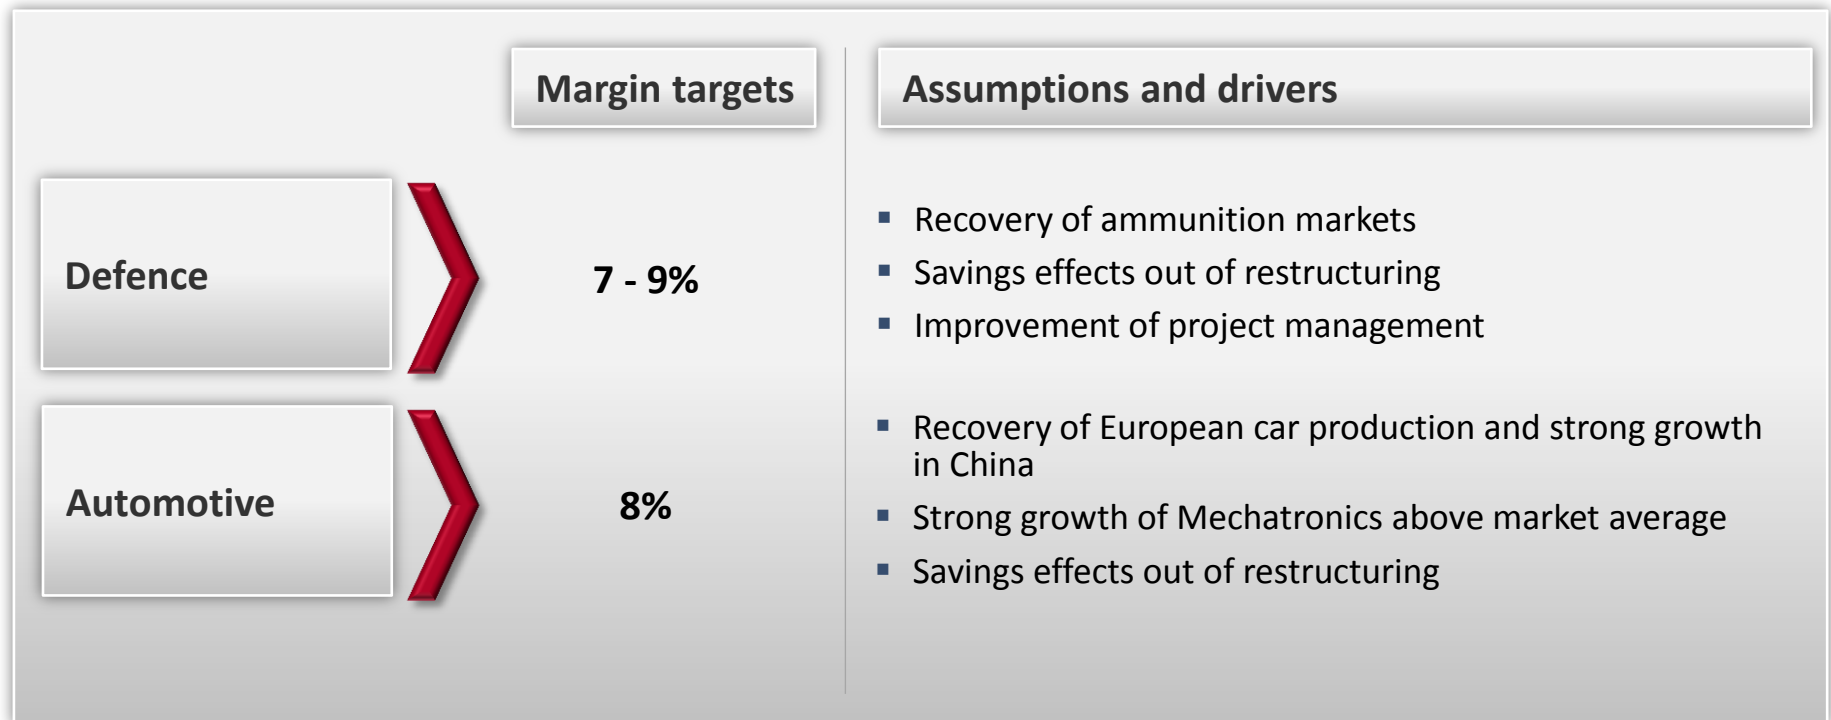 Margin targets
Assumptions and drivers
Defence
7 - 9%
▪ Recovery of ammunition markets
▪ Savings effects out of restructuring
▪ Improvement of project management
Automotive
8%
▪ Recovery of European car production and strong growth
in China
▪ Strong growth of Mechatronics above market average
▪ Savings effects out of restructuring